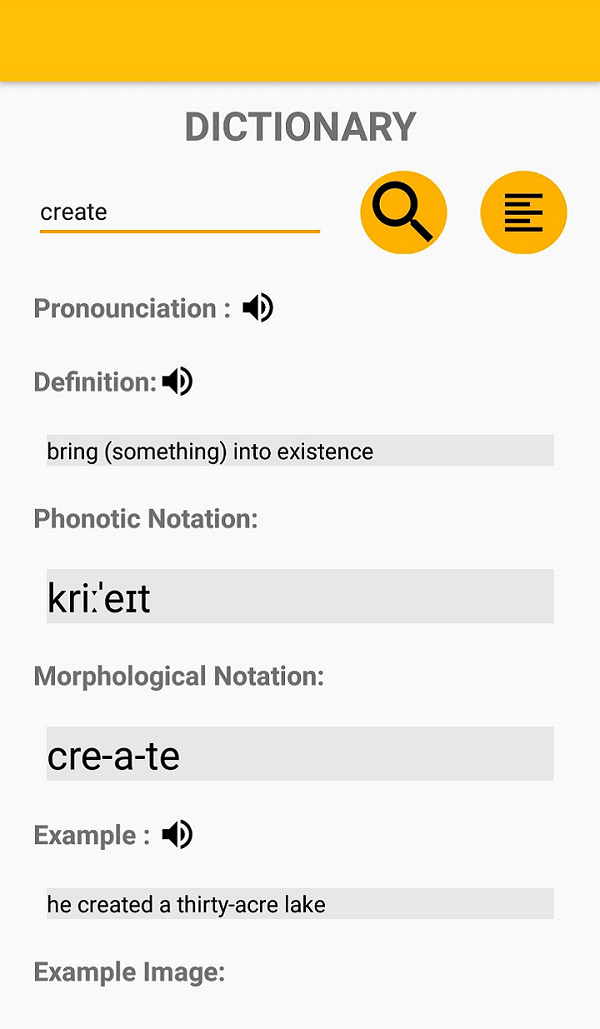 DICTIONARY
create
Pronounciation :
Definition:
bring (something) into existence
Phonotic Notation:
kriːˈeɪt
Morphological Notation:
cre-a-te
Example :
he created a thirty-acre lake
Example Image: